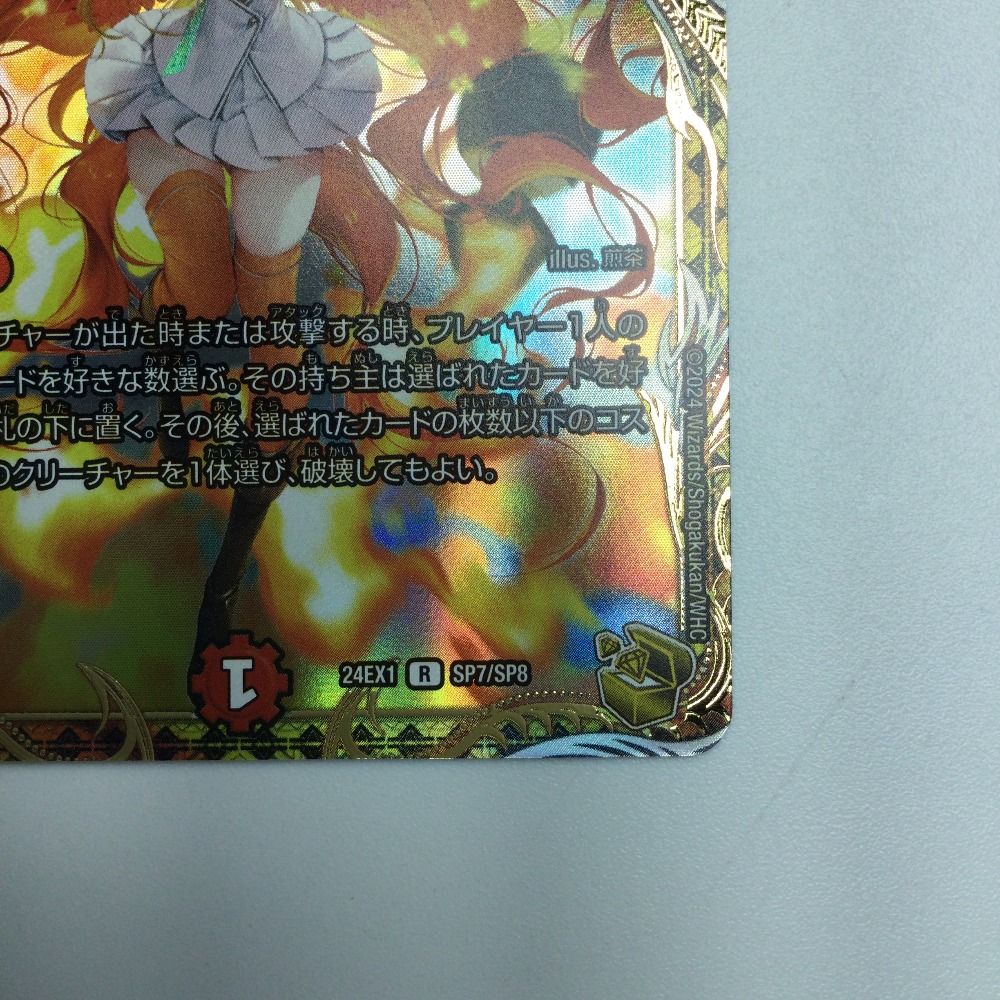 illus. 煎茶
チャーが出た時または攻撃する時、プレイヤー1人の
ードを好きな数選ぶ。その持ち主は選ばれたカードを好
札の下に置く。その後、選ばれたカードの枚数以下のコス
のクリーチャーを1体選び、破壊してもよい。
©2024 Wizards/Shogakukan/WHC
1
24EX1 R SP7/SP8